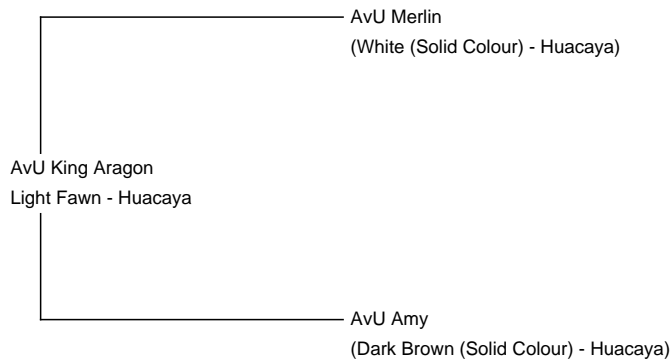 AvU Merlin
(White (Solid Colour) - Huacaya)
AvU King Aragon
Light Fawn - Huacaya
AvU Amy
(Dark Brown (Solid Colour) - Huacaya)